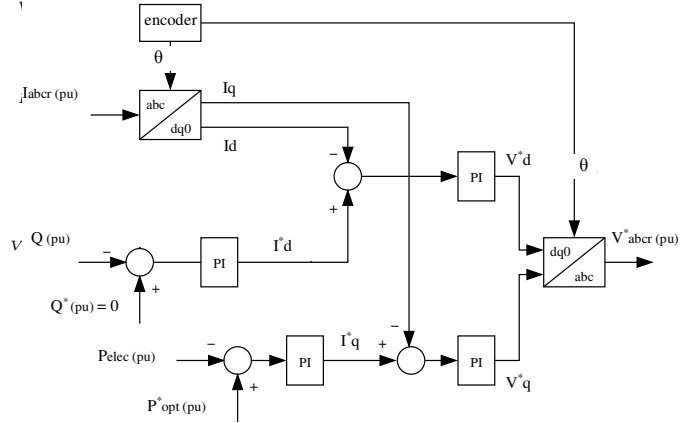 encoder
θ
Iabcr (pu)
abc
dq0
Iq
Id
−
+
PI
V*d
θ
V Q (pu)
−
+
Q* (pu) = 0
PI
I*d
dq0
abc
V*abcr (pu)
Pelec (pu)
−
+
P*opt (pu)
PI
I*q
+
−
PI
V*q